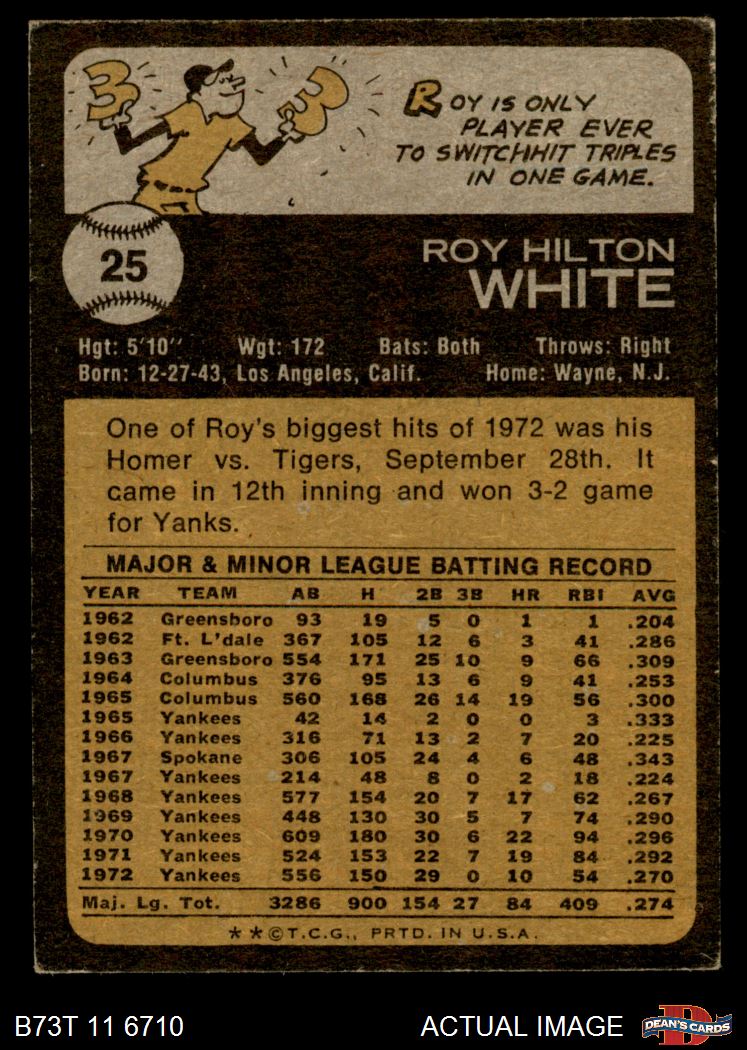 3 3
ROY IS ONLY
PLAYER EVER
TO SWITCHHIT TRIPLES
IN ONE GAME.
25
ROY HILTON
WHITE
Hgt: 5'10" Wgt: 172 Bats: Both Throws: Right
Born: 12-27-43, Los Angeles, Calif. Home: Wayne, N.J.
One of Roy's biggest hits of 1972 was his
Homer vs. Tigers, September 28th. It
came in 12th inning and won 3-2 game
for Yanks.
MAJOR & MINOR LEAGUE BATTING RECORD
YEAR TEAM AB H 2B 3B HR RBI AVG
1962 Greensboro 93 19 5 0 1 1 .204
1962 Ft. L'dale 367 105 12 6 3 41 .286
1963 Greensboro 554 171 25 10 9 66 .309
1964 Columbus 376 95 13 6 9 41 .253
1965 Columbus 560 168 26 14 19 56 .300
1965 Yankees 42 14 2 0 0 3 .333
1966 Yankees 316 71 13 2 7 20 .225
1967 Spokane 306 105 24 4 6 48 .343
1967 Yankees 214 48 8 0 2 18 .224
1968 Yankees 577 154 20 7 17 62 .267
1969 Yankees 448 130 30 5 7 74 .290
1970 Yankees 609 180 30 6 22 94 .296
1971 Yankees 524 153 22 7 19 84 .292
1972 Yankees 556 150 29 0 10 54 .270
Maj. Lg. Tot. 3286 900 154 27 84 409 .274
**©T.C.G., PRTD. IN U.S.A.
B73T 11 6710 ACTUAL IMAGE D DEAN'S CARDS